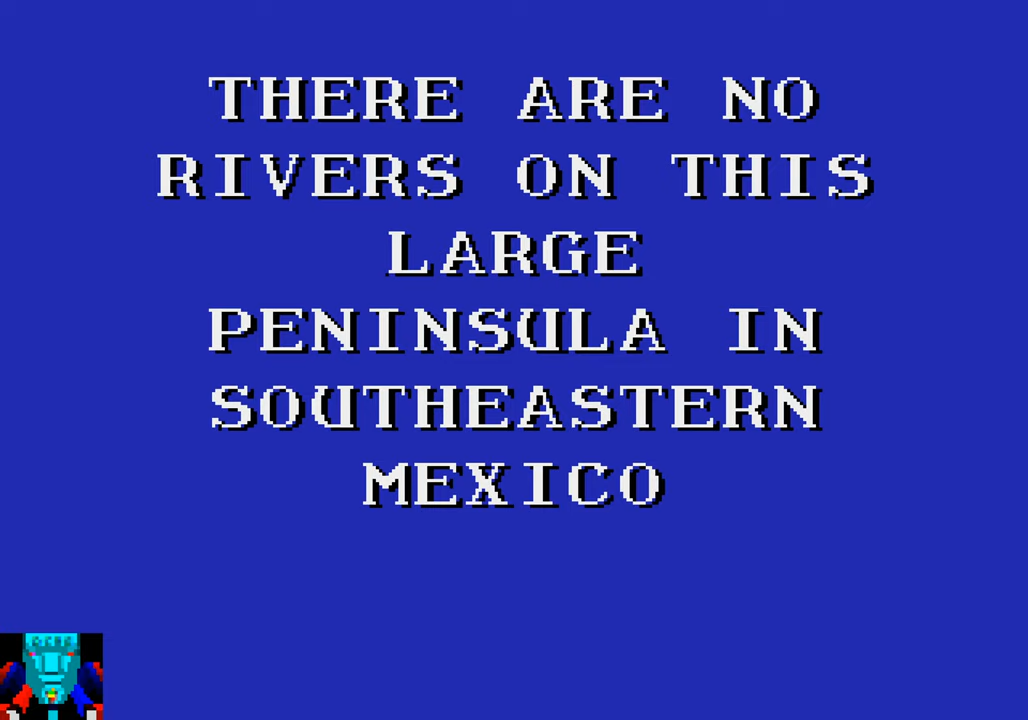 THERE ARE NO
RIVERS ON THIS
LARGE
PENINSULA IN
SOUTHEASTERN
MEXICO